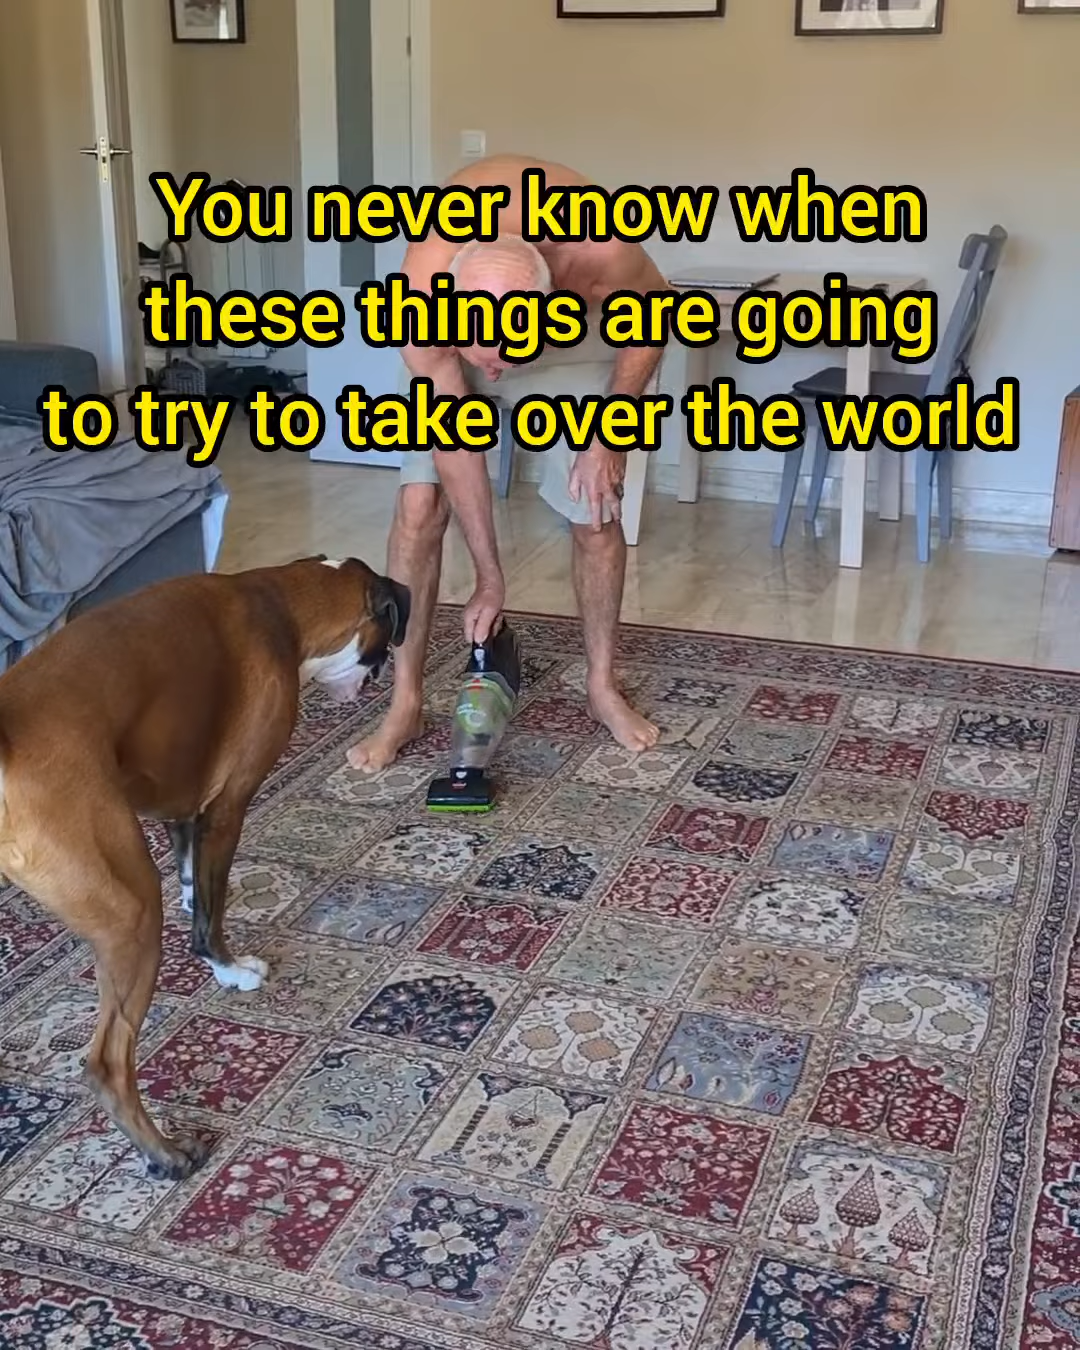 You never know when
these things are going
to try to take over the world